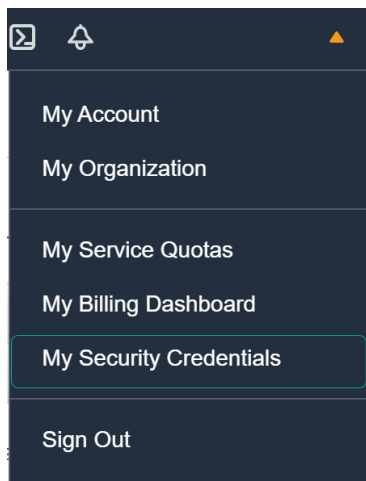 My Account
My Organization
My Service Quotas
My Billing Dashboard
My Security Credentials
Sign Out